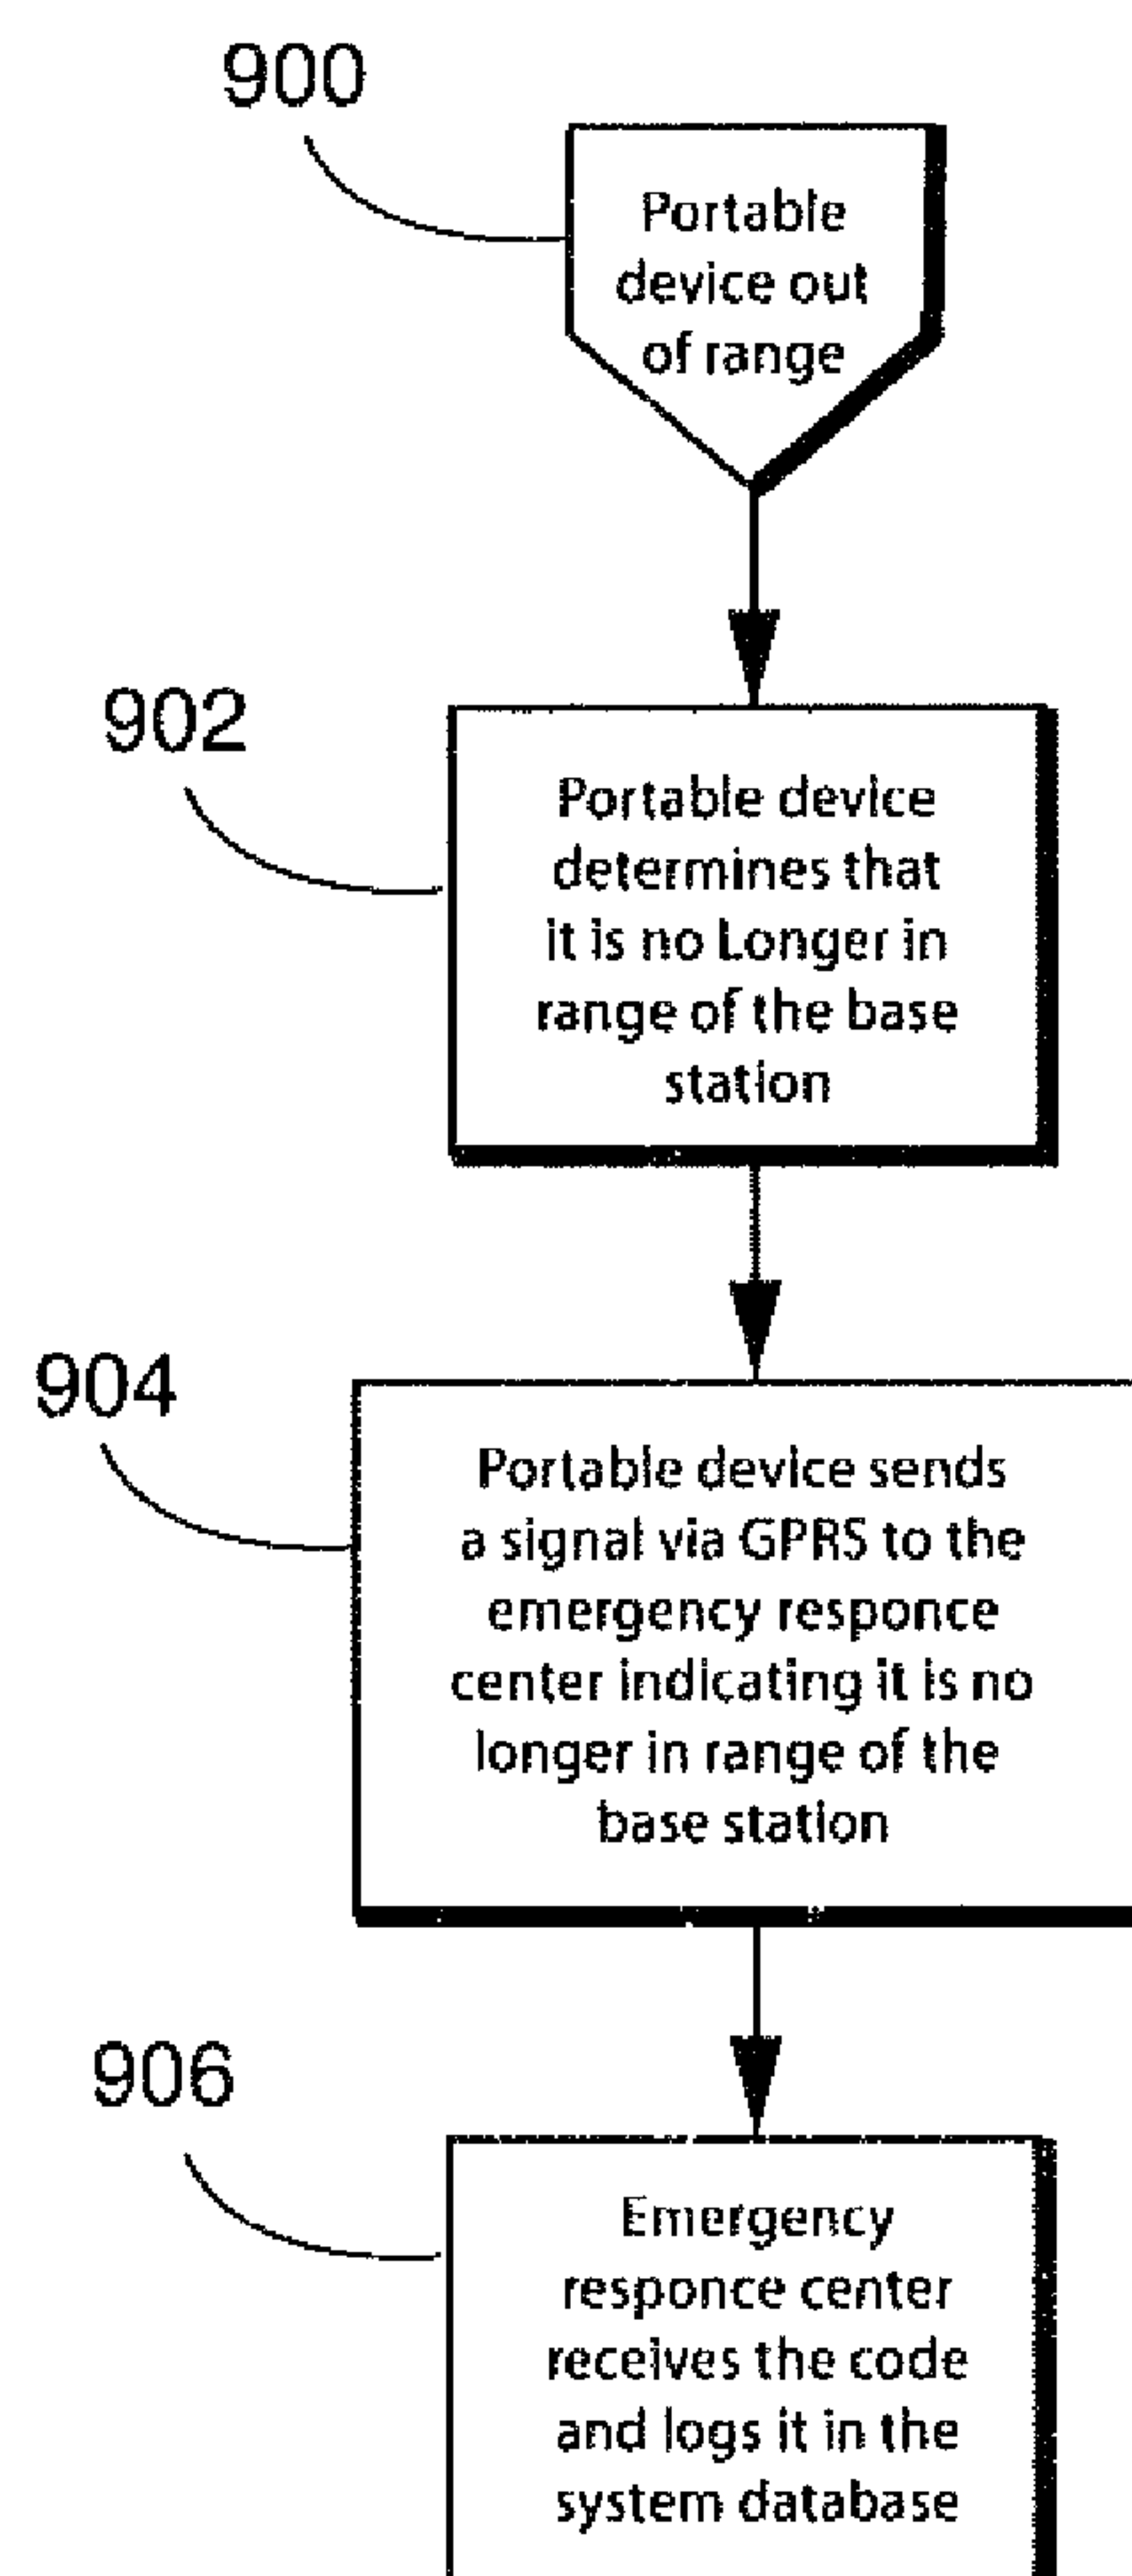 900
Portable
device out
of range
902
Portable device
determines that
it is no Longer in
range of the base
station
904
Portable device sends
a signal via GPRS to the
emergency responce
center indicating it is no
longer in range of the
base station
906
Emergency
responce center
receives the code
and logs it in the
system database